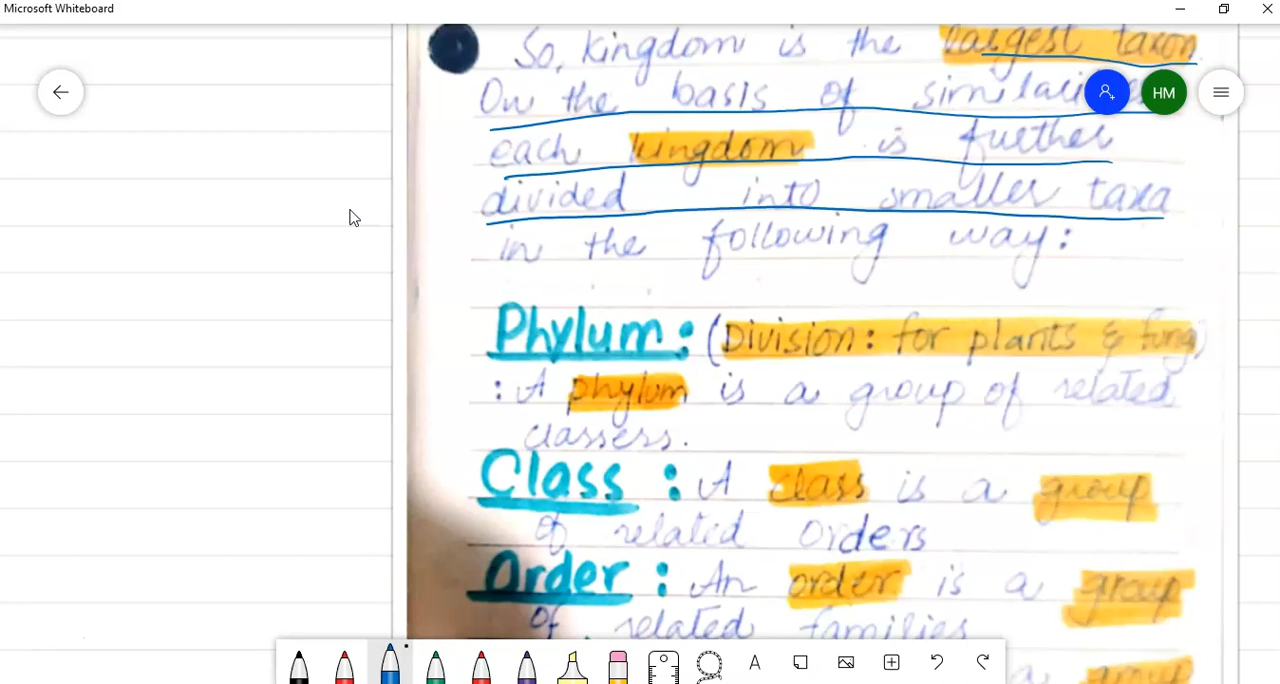 Microsoft Whiteboard
So, kingdom is the largest taxon.
On the basis of similarities
HM
each kingdom is further
divided into smaller taxa
in the following way:
Phylum: (Division: for plants & fungi)
: A phylum is a group of related
classers.
Class : A class is a group
of related orders
Order : An order is a group
of related families
a group
A